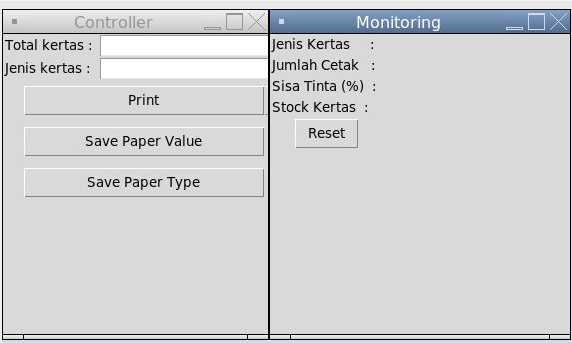 Controller
Total kertas :
Jenis kertas :
Print
Save Paper Value
Save Paper Type
Monitoring
Jenis Kertas :
Jumlah Cetak :
Sisa Tinta (%) :
Stock Kertas :
Reset